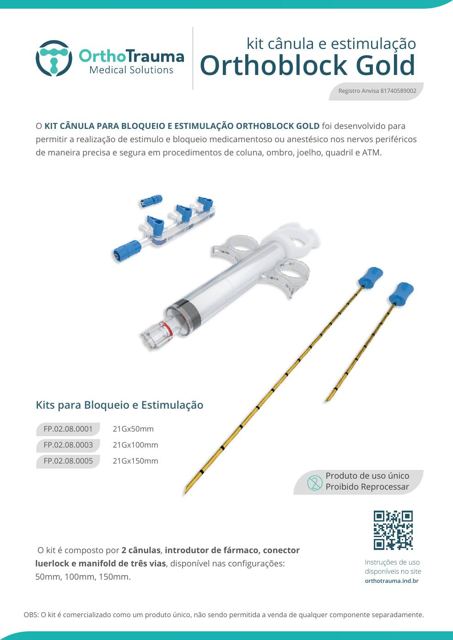 OrthoTrauma
Medical Solutions
kit cânula e estimulação
Orthoblock Gold
Registro Anvisa 81740589002
O KIT CÂNULA PARA BLOQUEIO E ESTIMULAÇÃO ORTHOBLOCK GOLD foi desenvolvido para
permitir a realização de estimulo e bloqueio medicamentoso ou anestésico nos nervos periféricos
de maneira precisa e segura em procedimentos de coluna, ombro, joelho, quadril e ATM.
Kits para Bloqueio e Estimulação
FP.02.08.0001 21Gx50mm
FP.02.08.0003 21Gx100mm
FP.02.08.0005 21Gx150mm
Produto de uso único
Proibido Reprocessar
O kit é composto por 2 cânulas, introdutor de fármaco, conector
luerlock e manifold de três vias, disponível nas configurações:
50mm, 100mm, 150mm.
Instruções de uso
disponíveis no site
orthotrauma.ind.br
OBS: O kit é comercializado como um produto único, não sendo permitida a venda de qualquer componente separadamente.